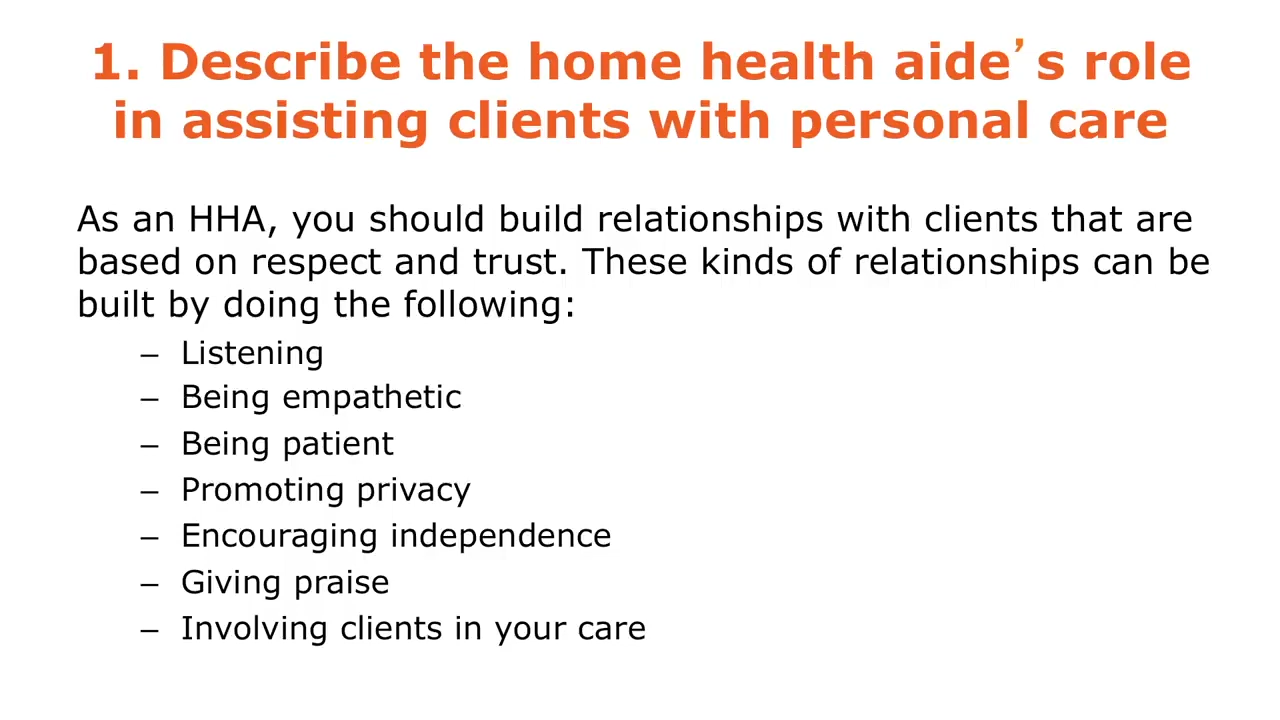 1. Describe the home health aide’s role
in assisting clients with personal care
As an HHA, you should build relationships with clients that are
based on respect and trust. These kinds of relationships can be
built by doing the following:
– Listening
– Being empathetic
– Being patient
– Promoting privacy
– Encouraging independence
– Giving praise
– Involving clients in your care